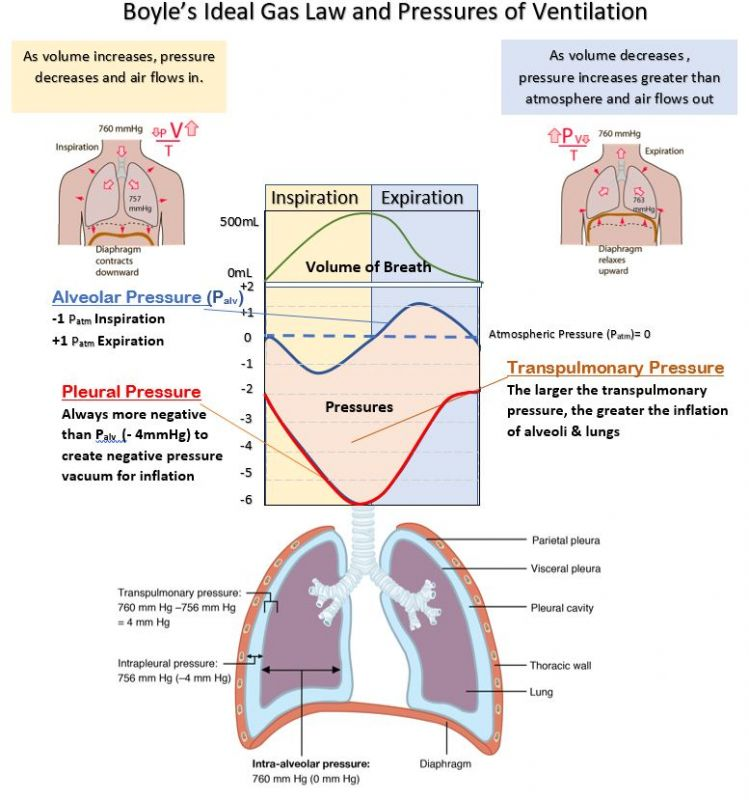 Boyle's Ideal Gas Law and Pressures of Ventilation
As volume increases, pressure
decreases and air flows in.
As volume decreases ,
pressure increases greater than
atmosphere and air flows out
760 mmHg
P V
T
Inspiration
757
mmHg
Diaphragm
contracts
downward
P V
T
760 mmHg
Expiration
763
mmHg
Diaphragm
relaxes
upward
Inspiration
Expiration
500mL
0mL
Volume of Breath
+2
+1
0
-1
-2
-3
-4
-5
-6
Alveolar Pressure (Palv)
-1 Patm Inspiration
+1 Patm Expiration
Atmospheric Pressure (Patm)= 0
Pleural Pressure
Always more negative
than Palv (- 4mmHg) to
create negative pressure
vacuum for inflation
Pressures
Transpulmonary Pressure
The larger the transpulmonary
pressure, the greater the inflation
of alveoli & lungs
Transpulmonary pressure:
760 mm Hg –756 mm Hg
= 4 mm Hg
Intrapleural pressure:
756 mm Hg (–4 mm Hg)
Intra-alveolar pressure:
760 mm Hg (0 mm Hg)
Parietal pleura
Visceral pleura
Pleural cavity
Thoracic wall
Lung
Diaphragm